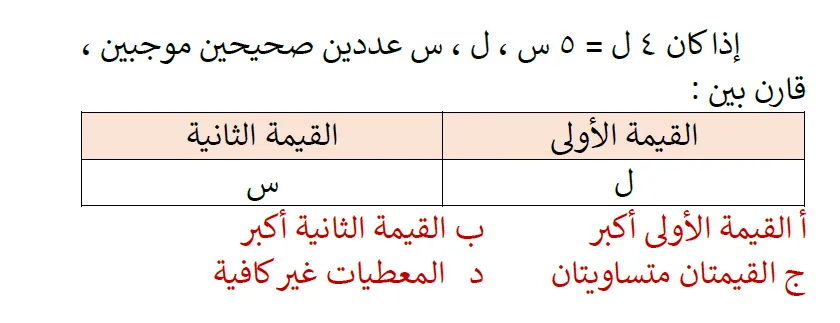 إذا كان ٤ ل = ٥ س ، ل ، س عددين صحيحين موجبين ،
قارن بين :
القيمة الأولى القيمة الثانية
ل س
أ القيمة الأولى أكبر ب القيمة الثانية أكبر
ج القيمتان متساويتان د المعطيات غير كافية